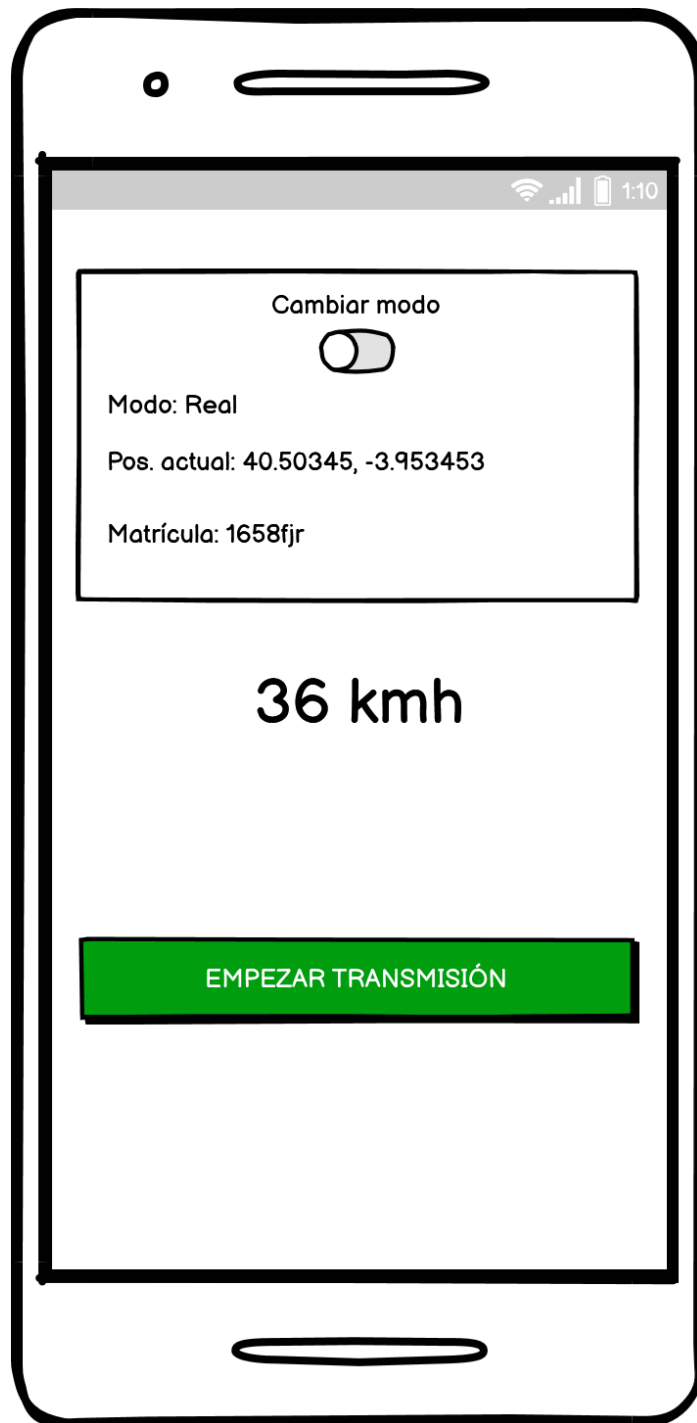 1:10
Cambiar modo
Modo: Real
Pos. actual: 40.50345, -3.953453
Matrícula: 1658fjr
36 kmh
EMPEZAR TRANSMISIÓN